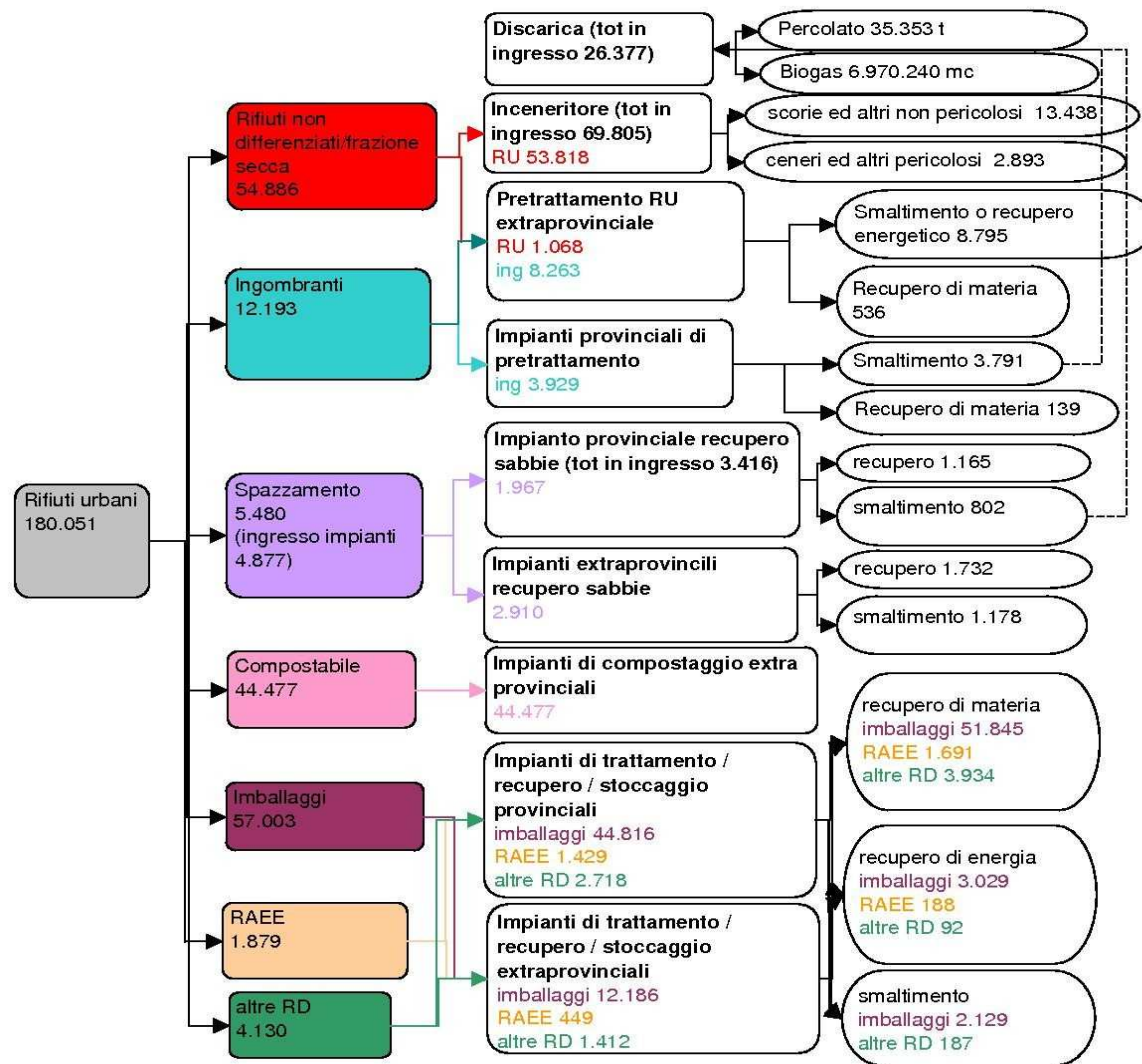 Rifiuti urbani
180.051
Rifiuti non
differenziati/frazione
secca
54.886
Ingombranti
12.193
Spazzamento
5.480
(ingresso impianti
4.877)
Compostabile
44.477
Imballaggi
57.003
RAEE
1.879
altre RD
4.130
Discarica (tot in
ingresso 26.377)
Inceneritore (tot in
ingresso 69.805)
RU 53.818
Pretrattamento RU
extraprovinciale
RU 1.068
ing 8.263
Impianti provinciali di
pretrattamento
ing 3.929
Impianto provinciale recupero
sabbie (tot in ingresso 3.416)
1.967
Impianti extraprovincili
recupero sabbie
2.910
Impianti di compostaggio extra
provinciali
44.477
Impianti di trattamento /
recupero / stoccaggio
provinciali
imballaggi 44.816
RAEE 1.429
altre RD 2.718
Impianti di trattamento /
recupero / stoccaggio
extraprovinciali
imballaggi 12.186
RAEE 449
altre RD 1.412
Percolato 35.353 t
Biogas 6.970.240 mc
scorie ed altri non pericolosi 13.438
ceneri ed altri pericolosi 2.893
Smaltimento o recupero
energetico 8.795
Recupero di materia
536
Smaltimento 3.791
Recupero di materia 139
recupero 1.165
smaltimento 802
recupero 1.732
smaltimento 1.178
recupero di materia
imballaggi 51.845
RAEE 1.691
altre RD 3.934
recupero di energia
imballaggi 3.029
RAEE 188
altre RD 92
smaltimento
imballaggi 2.129
altre RD 187